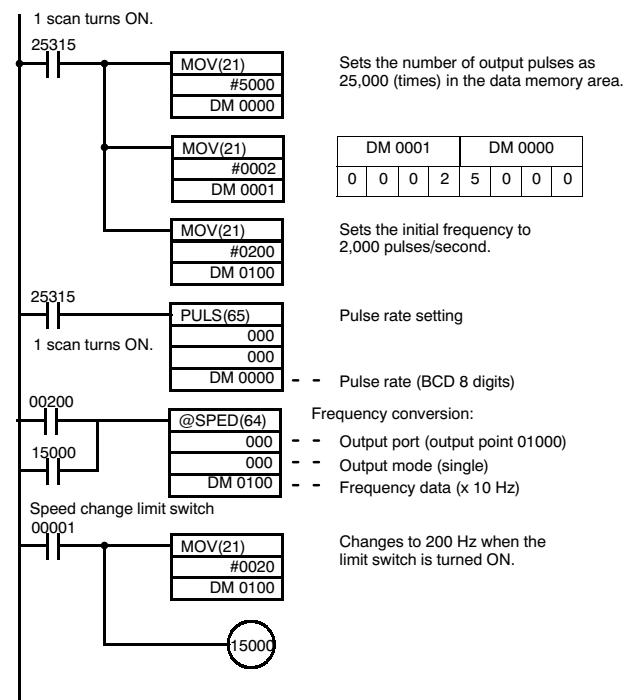 1 scan turns ON.
25315
MOV(21)
#5000
DM 0000
Sets the number of output pulses as
25,000 (times) in the data memory area.
MOV(21)
#0002
DM 0001
DM 0001 DM 0000
0 0 0 2 5 0 0 0
MOV(21)
#0200
DM 0100
Sets the initial frequency to
2,000 pulses/second.
25315
1 scan turns ON.
PULS(65)
000
000
DM 0000
Pulse rate setting
Pulse rate (BCD 8 digits)
00200
15000
@SPED(64)
000
000
DM 0100
Frequency conversion:
Output port (output point 01000)
Output mode (single)
Frequency data (x 10 Hz)
Speed change limit switch
00001
MOV(21)
#0020
DM 0100
Changes to 200 Hz when the
limit switch is turned ON.
15000